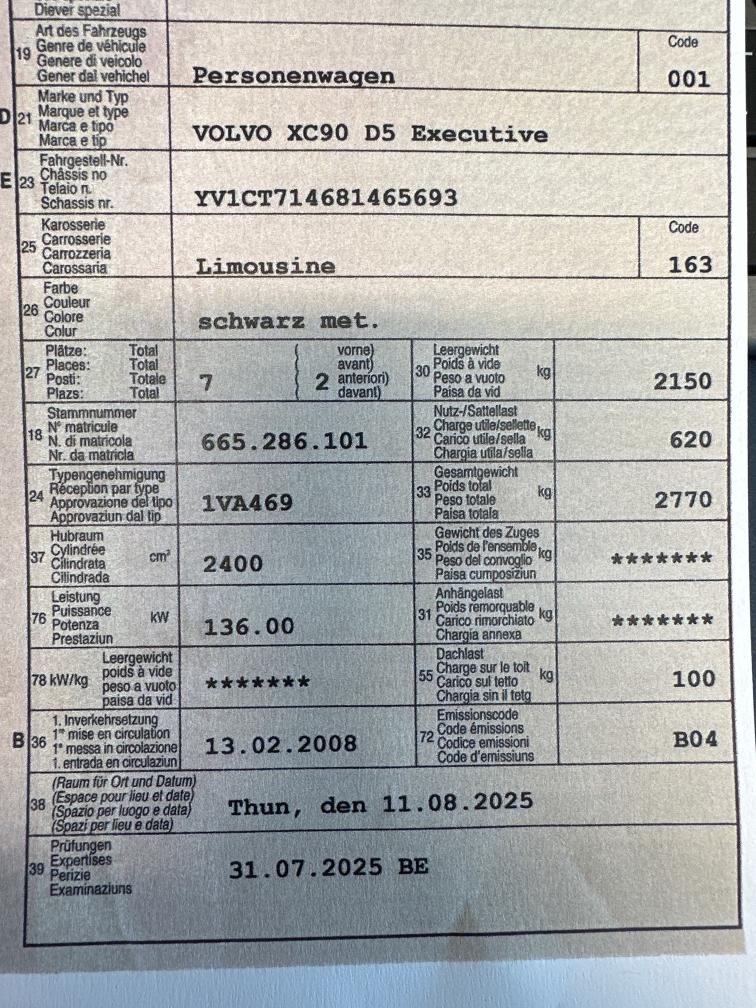 Diever spezial
19 Art des Fahrzeugs
Genre de véhicule
Genere di veicolo
Gener dal vehichel
Personenwagen
Code
001
D 21 Marke und Typ
Marque et type
Marca e tipo
Marca e tip
VOLVO XC90 D5 Executive
E 23 Fahrgestell-Nr.
Châssis no
Telaio n.
Schassis nr.
YV1CT714681465693
25 Karosserie
Carrosserie
Carrozzeria
Carossaria
Limousine
Code
163
26 Farbe
Couleur
Colore
Colur
schwarz met.
27 Plätze: Total
Places: Total
Posti: Totale
Plazs: Total
7
2
vorne)
avant)
anteriori)
davant)
30 Leergewicht
Poids à vide
Peso a vuoto
Paisa da vid
kg
2150
18 Stammnummer
N° matricule
N. di matricola
Nr. da matricla
665.286.101
32 Nutz-/Sattellast
Charge utile/sellette
Carico utile/sella
Chargia utila/sella
kg
620
24 Typengenehmigung
Réception par type
Approvazione del tipo
Approvaziun dal tip
1VA469
33 Gesamtgewicht
Poids total
Peso totale
Paisa totala
kg
2770
37 Hubraum
Cylindrée
Cilindrata
Cilindrada
cm³
2400
35 Gewicht des Zuges
Poids de l'ensemble
Peso del convoglio
Paisa cumposiziun
kg
*******
76 Leistung
Puissance
Potenza
Prestaziun
kW
136.00
31 Anhängelast
Poids remorquable
Carico rimorchiato
Chargia annexa
kg
*******
78 kW/kg
Leergewicht
poids à vide
peso a vuoto
paisa da vid
*******
55 Dachlast
Charge sur le toit
Carico sul tetto
Chargia sin il tetg
kg
100
B 36 1. Inverkehrsetzung
1re mise en circulation
1a messa in circolazione
1. entrada en circulaziun
13.02.2008
72 Emissionscode
Code émissions
Codice emissioni
Code d'emissiuns
B04
38 (Raum für Ort und Datum)
(Espace pour lieu et date)
(Spazio per luogo e data)
(Spazi per lieu e data)
Thun, den 11.08.2025
39 Prüfungen
Expertises
Perizie
Examinaziuns
31.07.2025 BE